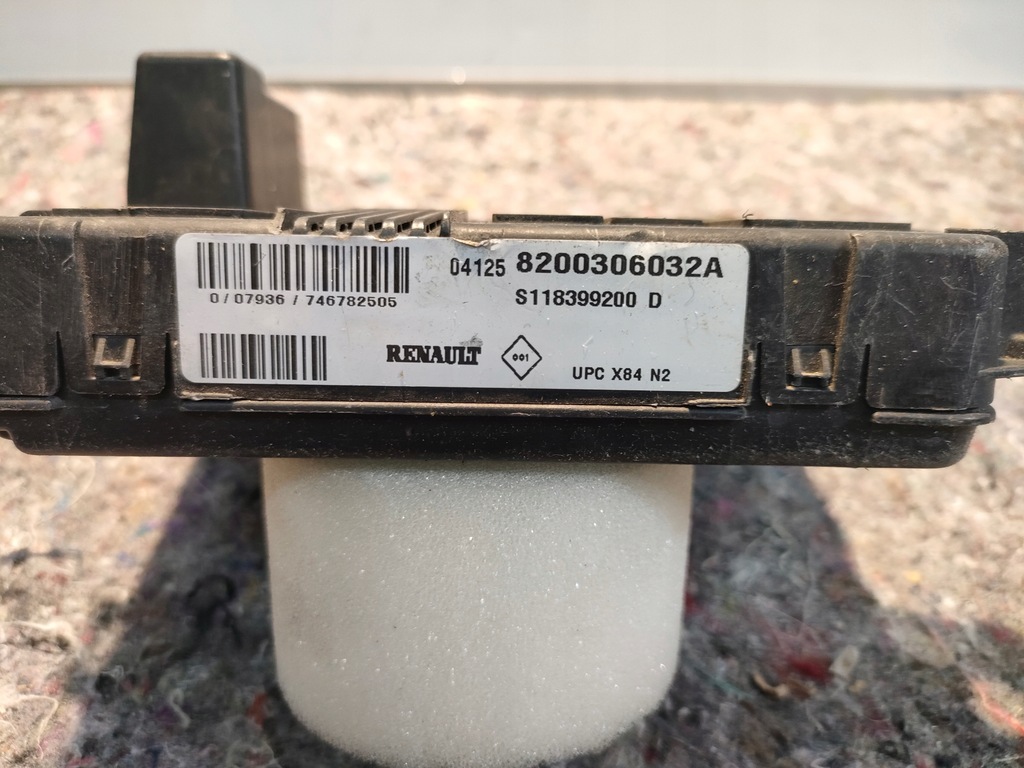 04125 8200306032A
0/07936/746782505
S118399200 D
RENAULT 001
UPC X84 N2